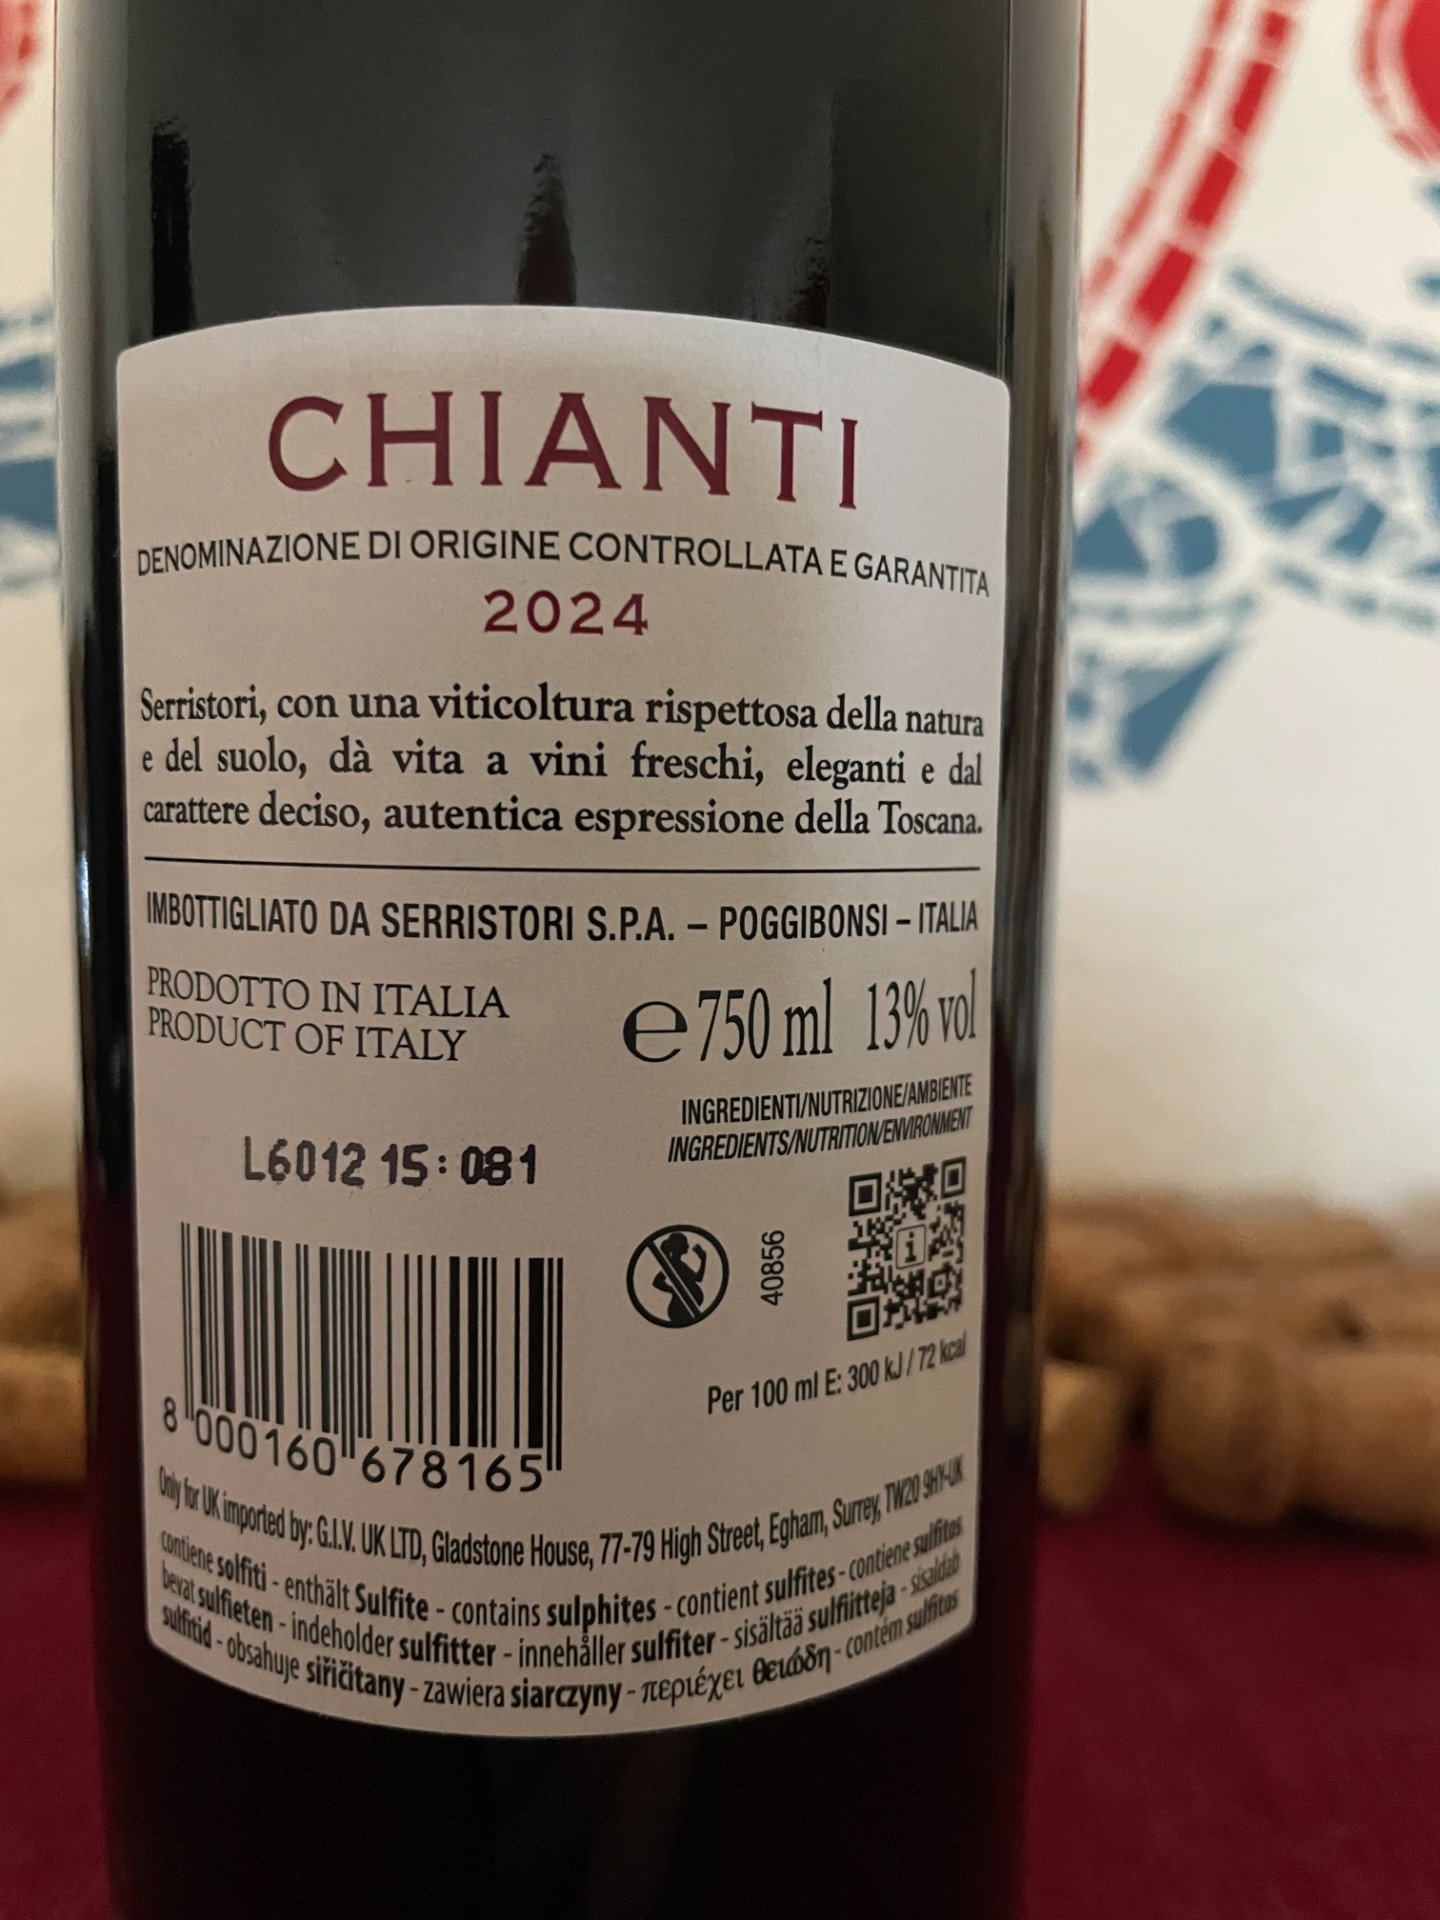 CHIANTI
DENOMINAZIONE DI ORIGINE CONTROLLATA E GARANTITA
2024
Serristori, con una viticoltura rispettosa della natura
e del suolo, dà vita a vini freschi, eleganti e dal
carattere deciso, autentica espressione della Toscana.
IMBOTTIGLIATO DA SERRISTORI S.P.A. – POGGIBONSI – ITALIA
PRODOTTO IN ITALIA
PRODUCT OF ITALY
e 750 ml 13% vol
INGREDIENTI/NUTRIZIONE/AMBIENTE
INGREDIENTS/NUTRITION/ENVIRONMENT
L6012 15:081
40856
i
Per 100 ml E: 300 kJ / 72 kcal
8 000160 678165
Only for UK imported by: G.I.V. UK LTD, Gladstone House, 77-79 High Street, Egham, Surrey, TW20 9HY-UK
contiene solfiti - enthält Sulfite - contains sulphites - contient sulfites - contiene sulfitos
bevat sulfieten - indeholder sulfitter - innehåller sulfiter - sisältää sulfiitteja - sisaldab
sulfitid - obsahuje siřičitany - zawiera siarczyny - περιέχει θειώδη - contém sulfitos